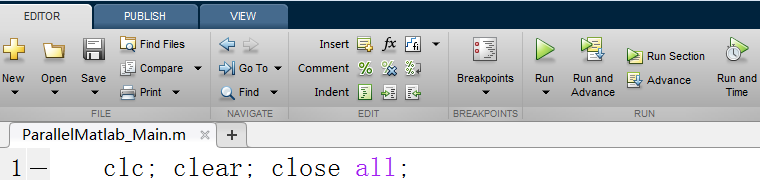 EDITOR PUBLISH VIEW
New Open Save Find Files Compare Print Go To Find Insert fx Comment Indent Breakpoints Run Run and Advance Run Section Advance Run and Time
FILE NAVIGATE EDIT BREAKPOINTS RUN
ParallelMatlab_Main.m
1 clc; clear; close all;